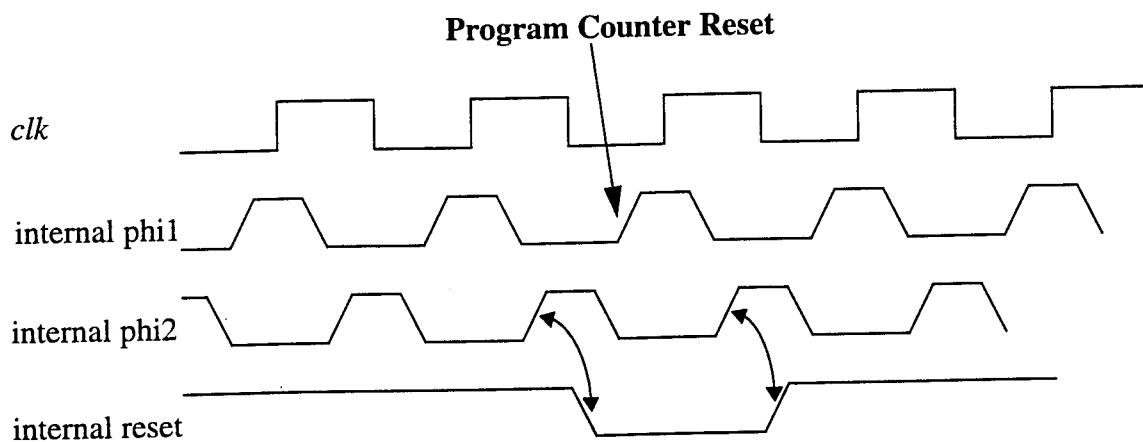 Program Counter Reset
clk
internal phi1
internal phi2
internal reset